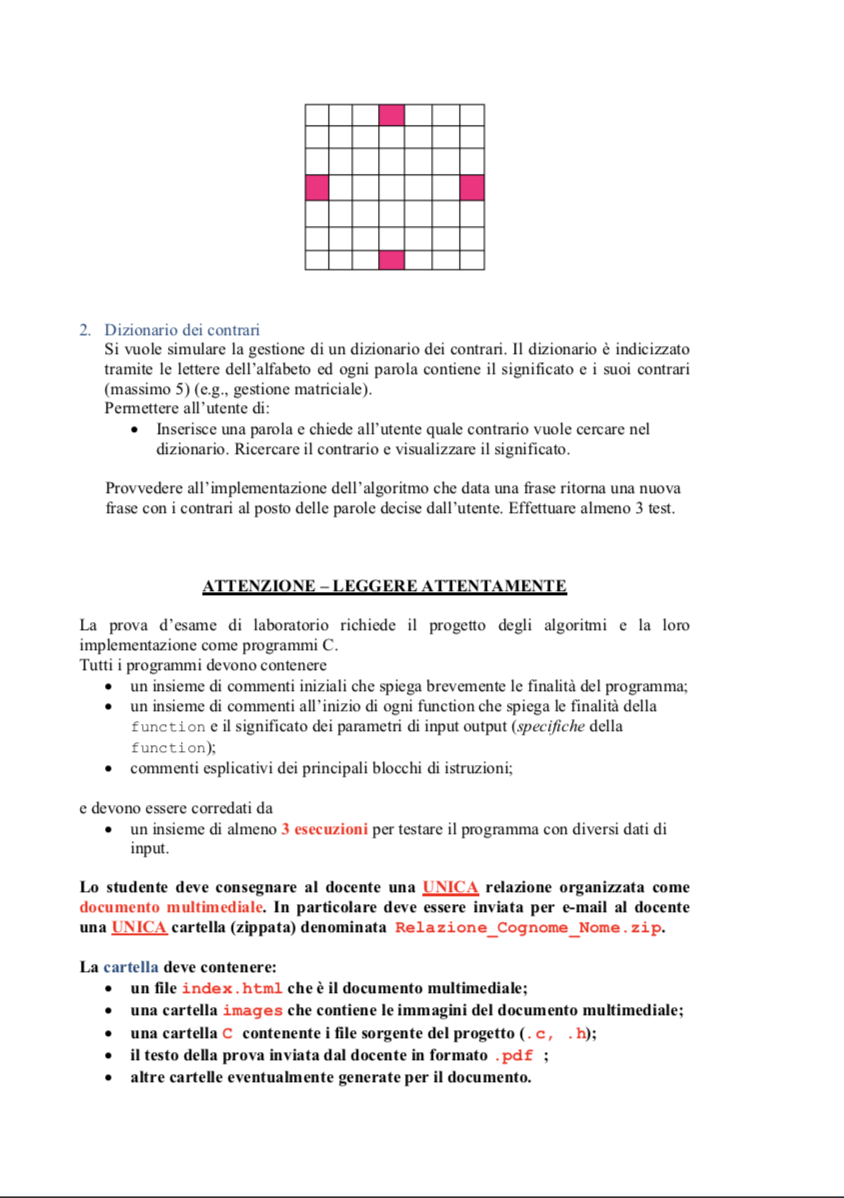 2. Dizionario dei contrari
Si vuole simulare la gestione di un dizionario dei contrari. Il dizionario è indicizzato
tramite le lettere dell'alfabeto ed ogni parola contiene il significato e i suoi contrari
(massimo 5) (e.g., gestione matriciale).
Permettere all'utente di:
• Inserisce una parola e chiede all'utente quale contrario vuole cercare nel
dizionario. Ricercare il contrario e visualizzare il significato.
Provvedere all'implementazione dell'algoritmo che data una frase ritorna una nuova
frase con i contrari al posto delle parole decise dall'utente. Effettuare almeno 3 test.
ATTENZIONE – LEGGERE ATTENTAMENTE
La prova d'esame di laboratorio richiede il progetto degli algoritmi e la loro
implementazione come programmi C.
Tutti i programmi devono contenere
• un insieme di commenti iniziali che spiega brevemente le finalità del programma;
• un insieme di commenti all'inizio di ogni function che spiega le finalità della
function e il significato dei parametri di input output (specifiche della
function);
• commenti esplicativi dei principali blocchi di istruzioni;
e devono essere corredati da
• un insieme di almeno 3 esecuzioni per testare il programma con diversi dati di
input.
Lo studente deve consegnare al docente una UNICA relazione organizzata come
documento multimediale. In particolare deve essere inviata per e-mail al docente
una UNICA cartella (zippata) denominata Relazione_Cognome_Nome.zip.
La cartella deve contenere:
• un file index.html che è il documento multimediale;
• una cartella images che contiene le immagini del documento multimediale;
• una cartella C contenente i file sorgente del progetto (.c, .h);
• il testo della prova inviata dal docente in formato .pdf ;
• altre cartelle eventualmente generate per il documento.